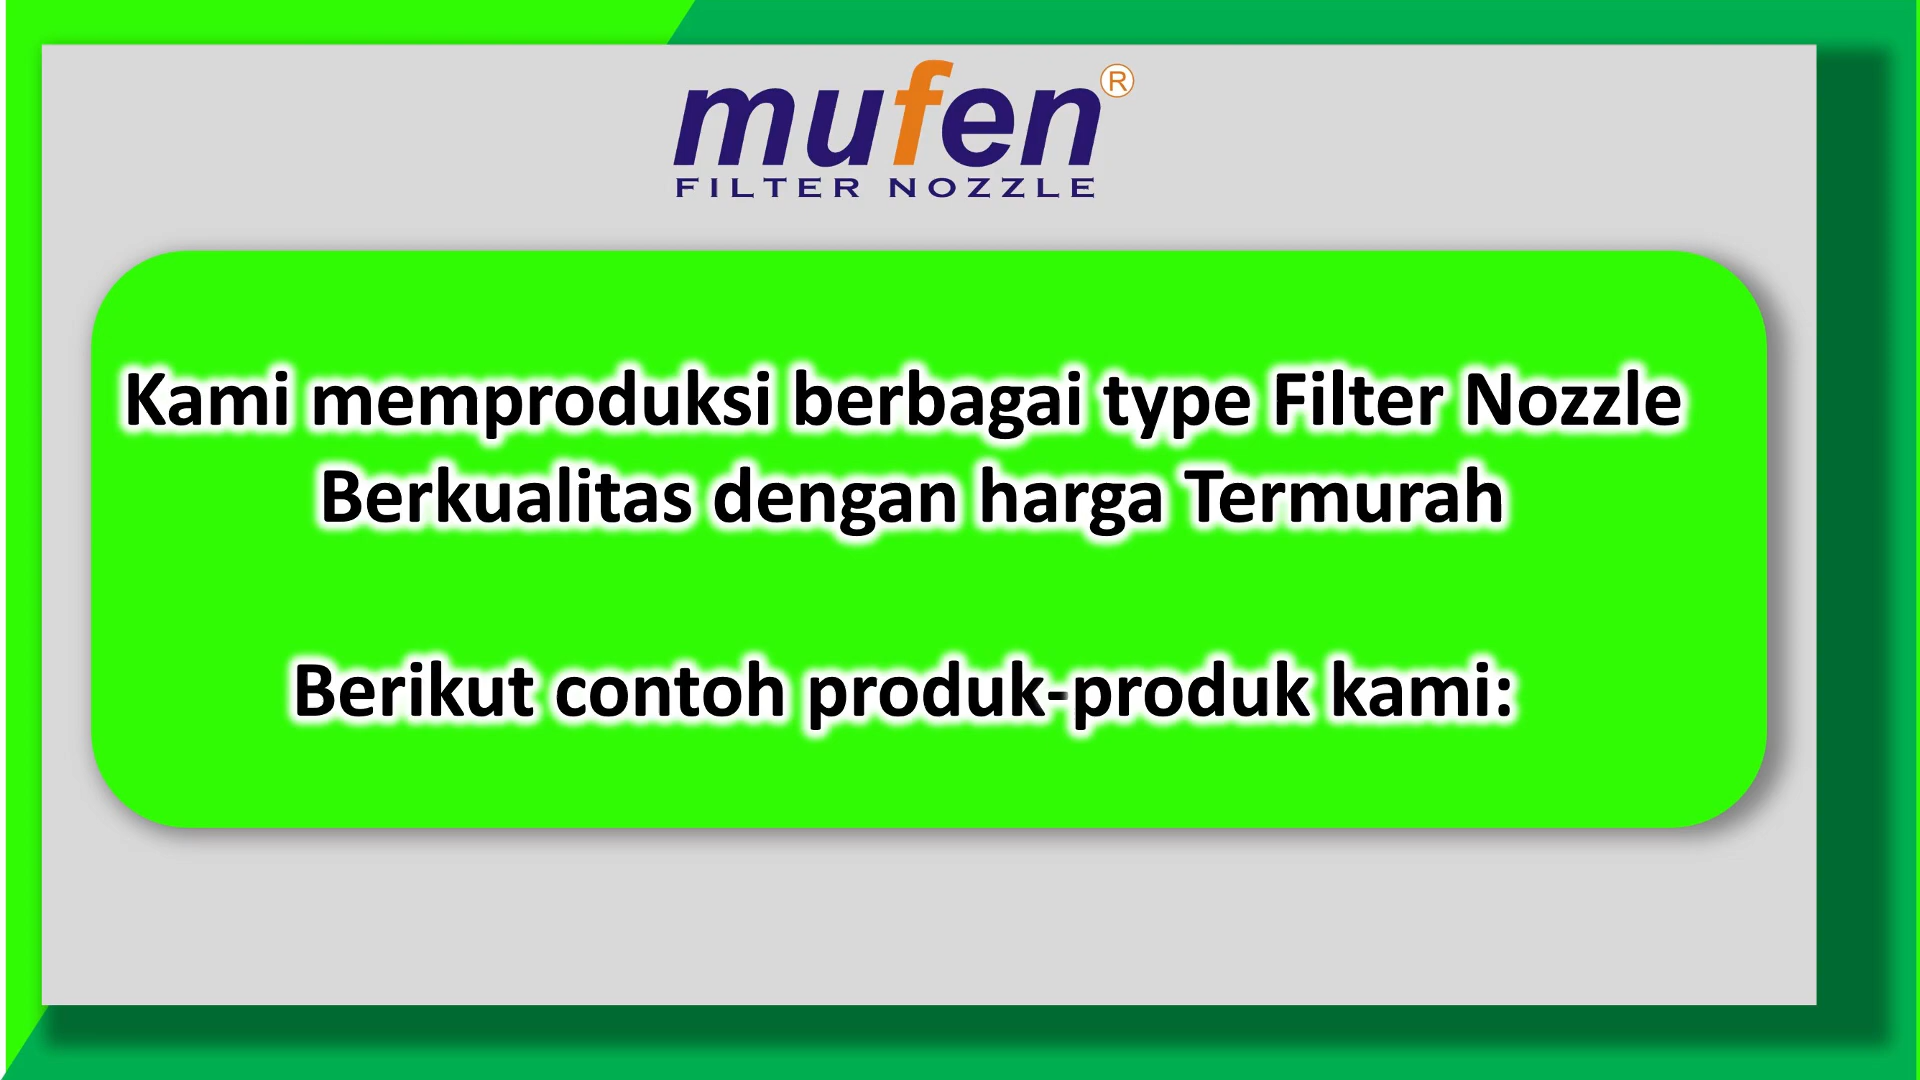 mufen®
FILTER NOZZLE
Kami memproduksi berbagai type Filter Nozzle
Berkualitas dengan harga Termurah
Berikut contoh produk-produk kami: